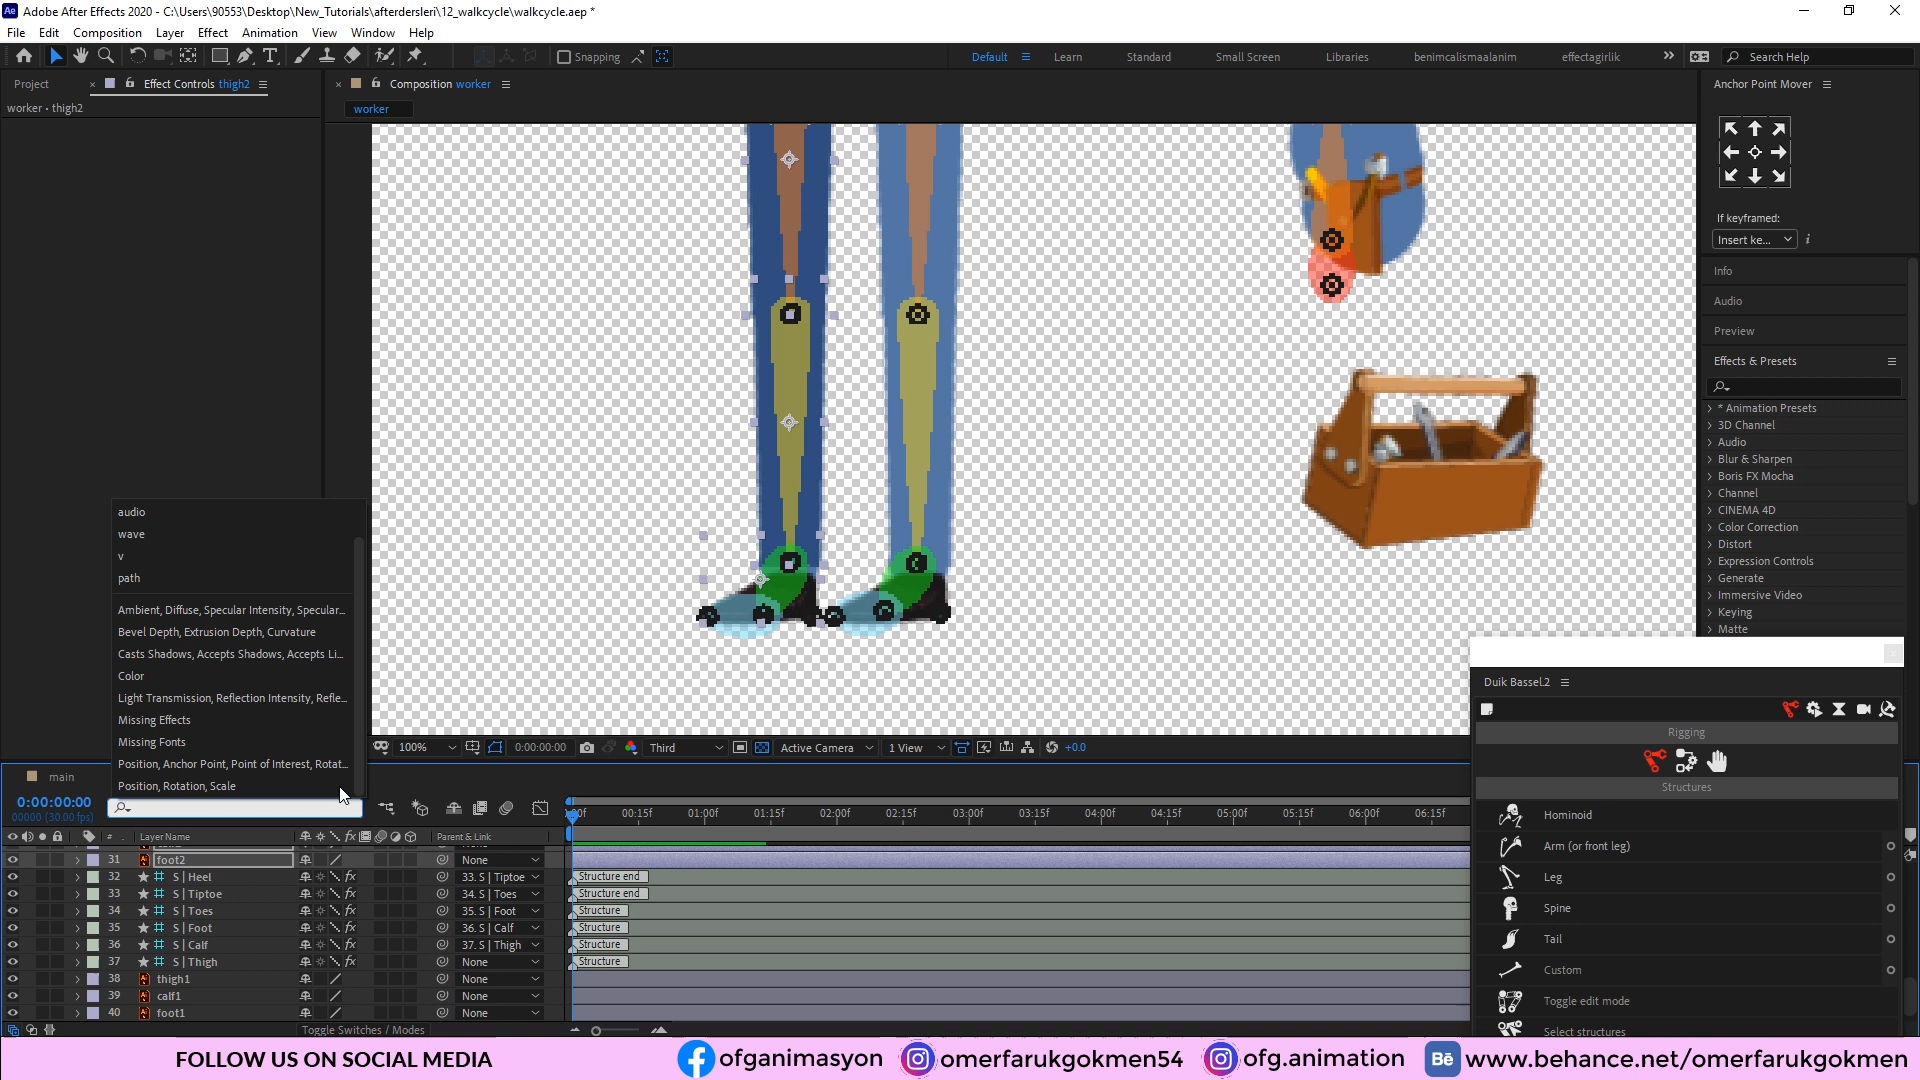 Ae Adobe After Effects 2020 - C:\Users\90553\Desktop\New_Tutorials\afterdersleri\12_walkcycle\walkcycle.aep *
File Edit Composition Layer Effect Animation View Window Help
Snapping Default Learn Standard Small Screen Libraries benimcalismaalanim effectagirlik Search Help
Project Effect Controls thigh2 Composition worker Anchor Point Mover
worker • thigh2 worker
If keyframed:
Insert ke...
Info
Audio
Preview
Effects & Presets
* Animation Presets
3D Channel
Audio
Blur & Sharpen
Boris FX Mocha
Channel
CINEMA 4D
Color Correction
Distort
Expression Controls
Generate
Immersive Video
Keying
Matte
audio
wave
v
path
Ambient, Diffuse, Specular Intensity, Specular...
Bevel Depth, Extrusion Depth, Curvature
Casts Shadows, Accepts Shadows, Accepts Li...
Color
Light Transmission, Reflection Intensity, Refle...
Missing Effects
Missing Fonts
Position, Anchor Point, Point of Interest, Rotat...
Position, Rotation, Scale
100% 0:00:00:00 Third Active Camera 1 View +0.0
Duik Bassel.2
Rigging
Structures
Hominoid
Arm (or front leg)
Leg
Spine
Tail
Custom
Toggle edit mode
Select structures
main
0:00:00:00
00000 (30.00 fps)
00:15f 01:00f 01:15f 02:00f 02:15f 03:00f 03:15f 04:00f 04:15f 05:00f 05:15f 06:00f 06:15f
# Layer Name Parent & Link
31 foot2 None
32 S | Heel 33. S | Tiptoe Structure end
33 S | Tiptoe 34. S | Toes Structure end
34 S | Toes 35. S | Foot Structure
35 S | Foot 36. S | Calf Structure
36 S | Calf 37. S | Thigh Structure
37 S | Thigh None Structure
38 thigh1 None
39 calf1 None
40 foot1 None
Toggle Switches / Modes
FOLLOW US ON SOCIAL MEDIA ofganimasyon omerfarukgokmen54 ofg.animation Bē www.behance.net/omerfarukgokmen